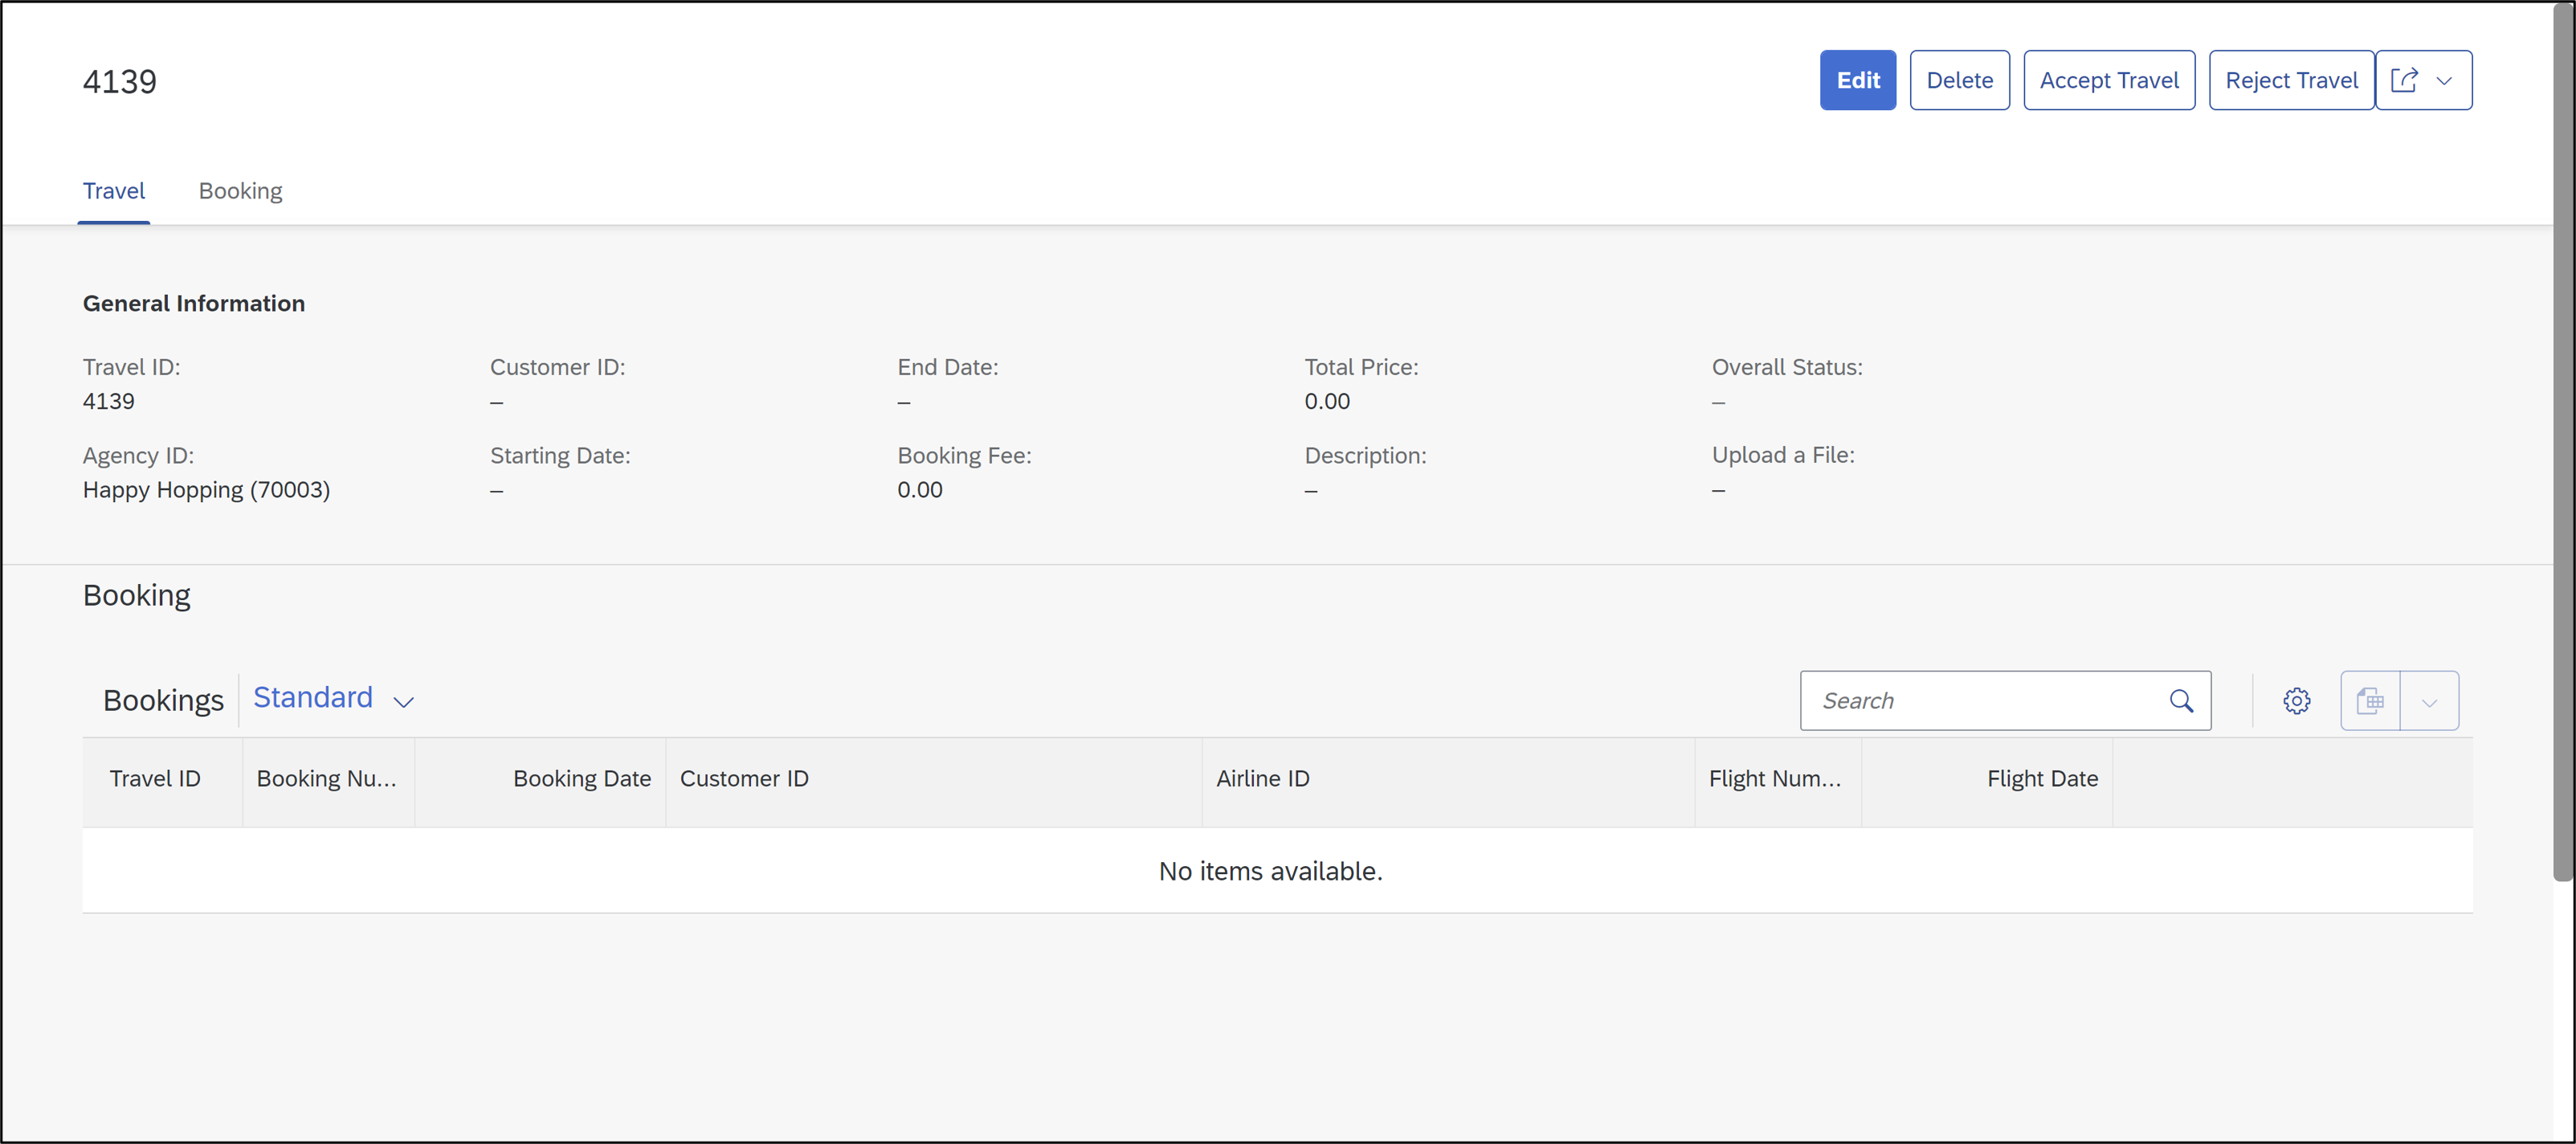 4139
Edit Delete Accept Travel Reject Travel
Travel Booking
General Information
Travel ID: Customer ID: End Date: Total Price: Overall Status:
4139 – – 0.00 –
Agency ID: Starting Date: Booking Fee: Description: Upload a File:
Happy Hopping (70003) – 0.00 – –
Booking
Bookings Standard Search
Travel ID Booking Nu... Booking Date Customer ID Airline ID Flight Num... Flight Date
No items available.